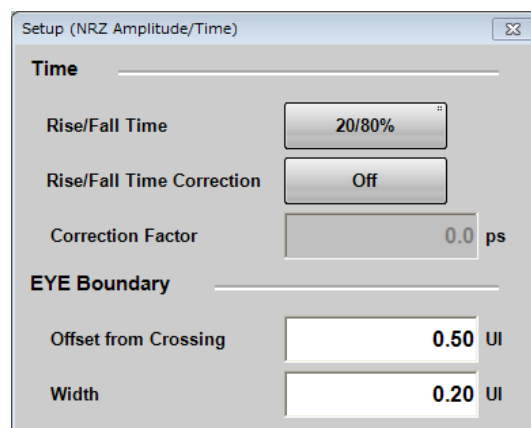 Setup (NRZ Amplitude/Time)
Time
Rise/Fall Time 20/80%
Rise/Fall Time Correction Off
Correction Factor 0.0 ps
EYE Boundary
Offset from Crossing 0.50 UI
Width 0.20 UI